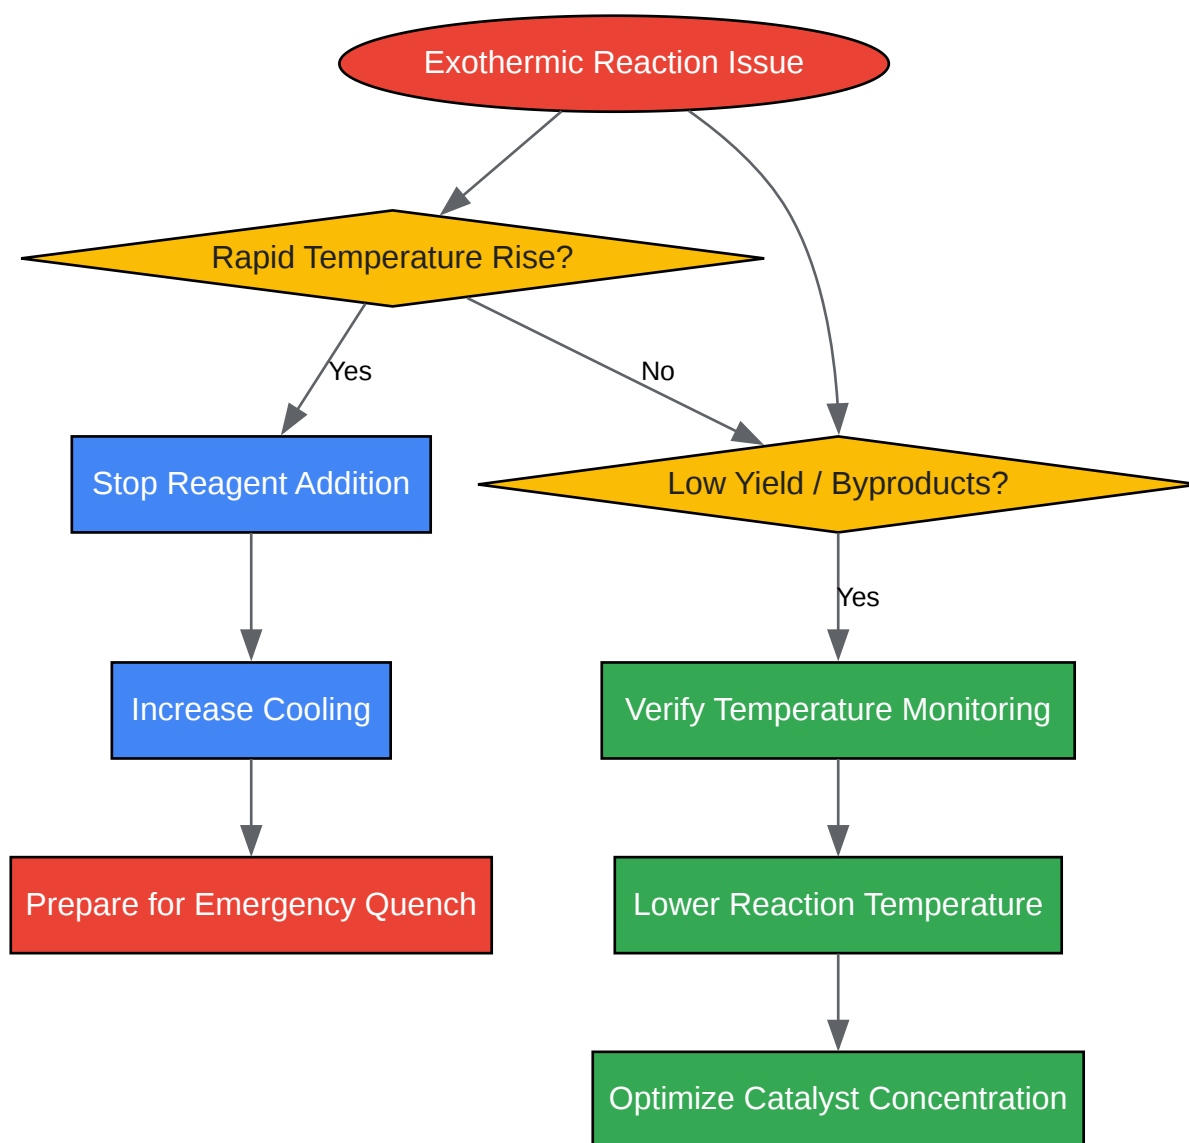 Exothermic Reaction Issue
Rapid Temperature Rise?
Yes
No
Stop Reagent Addition
Low Yield / Byproducts?
Yes
Increase Cooling
Verify Temperature Monitoring
Prepare for Emergency Quench
Lower Reaction Temperature
Optimize Catalyst Concentration